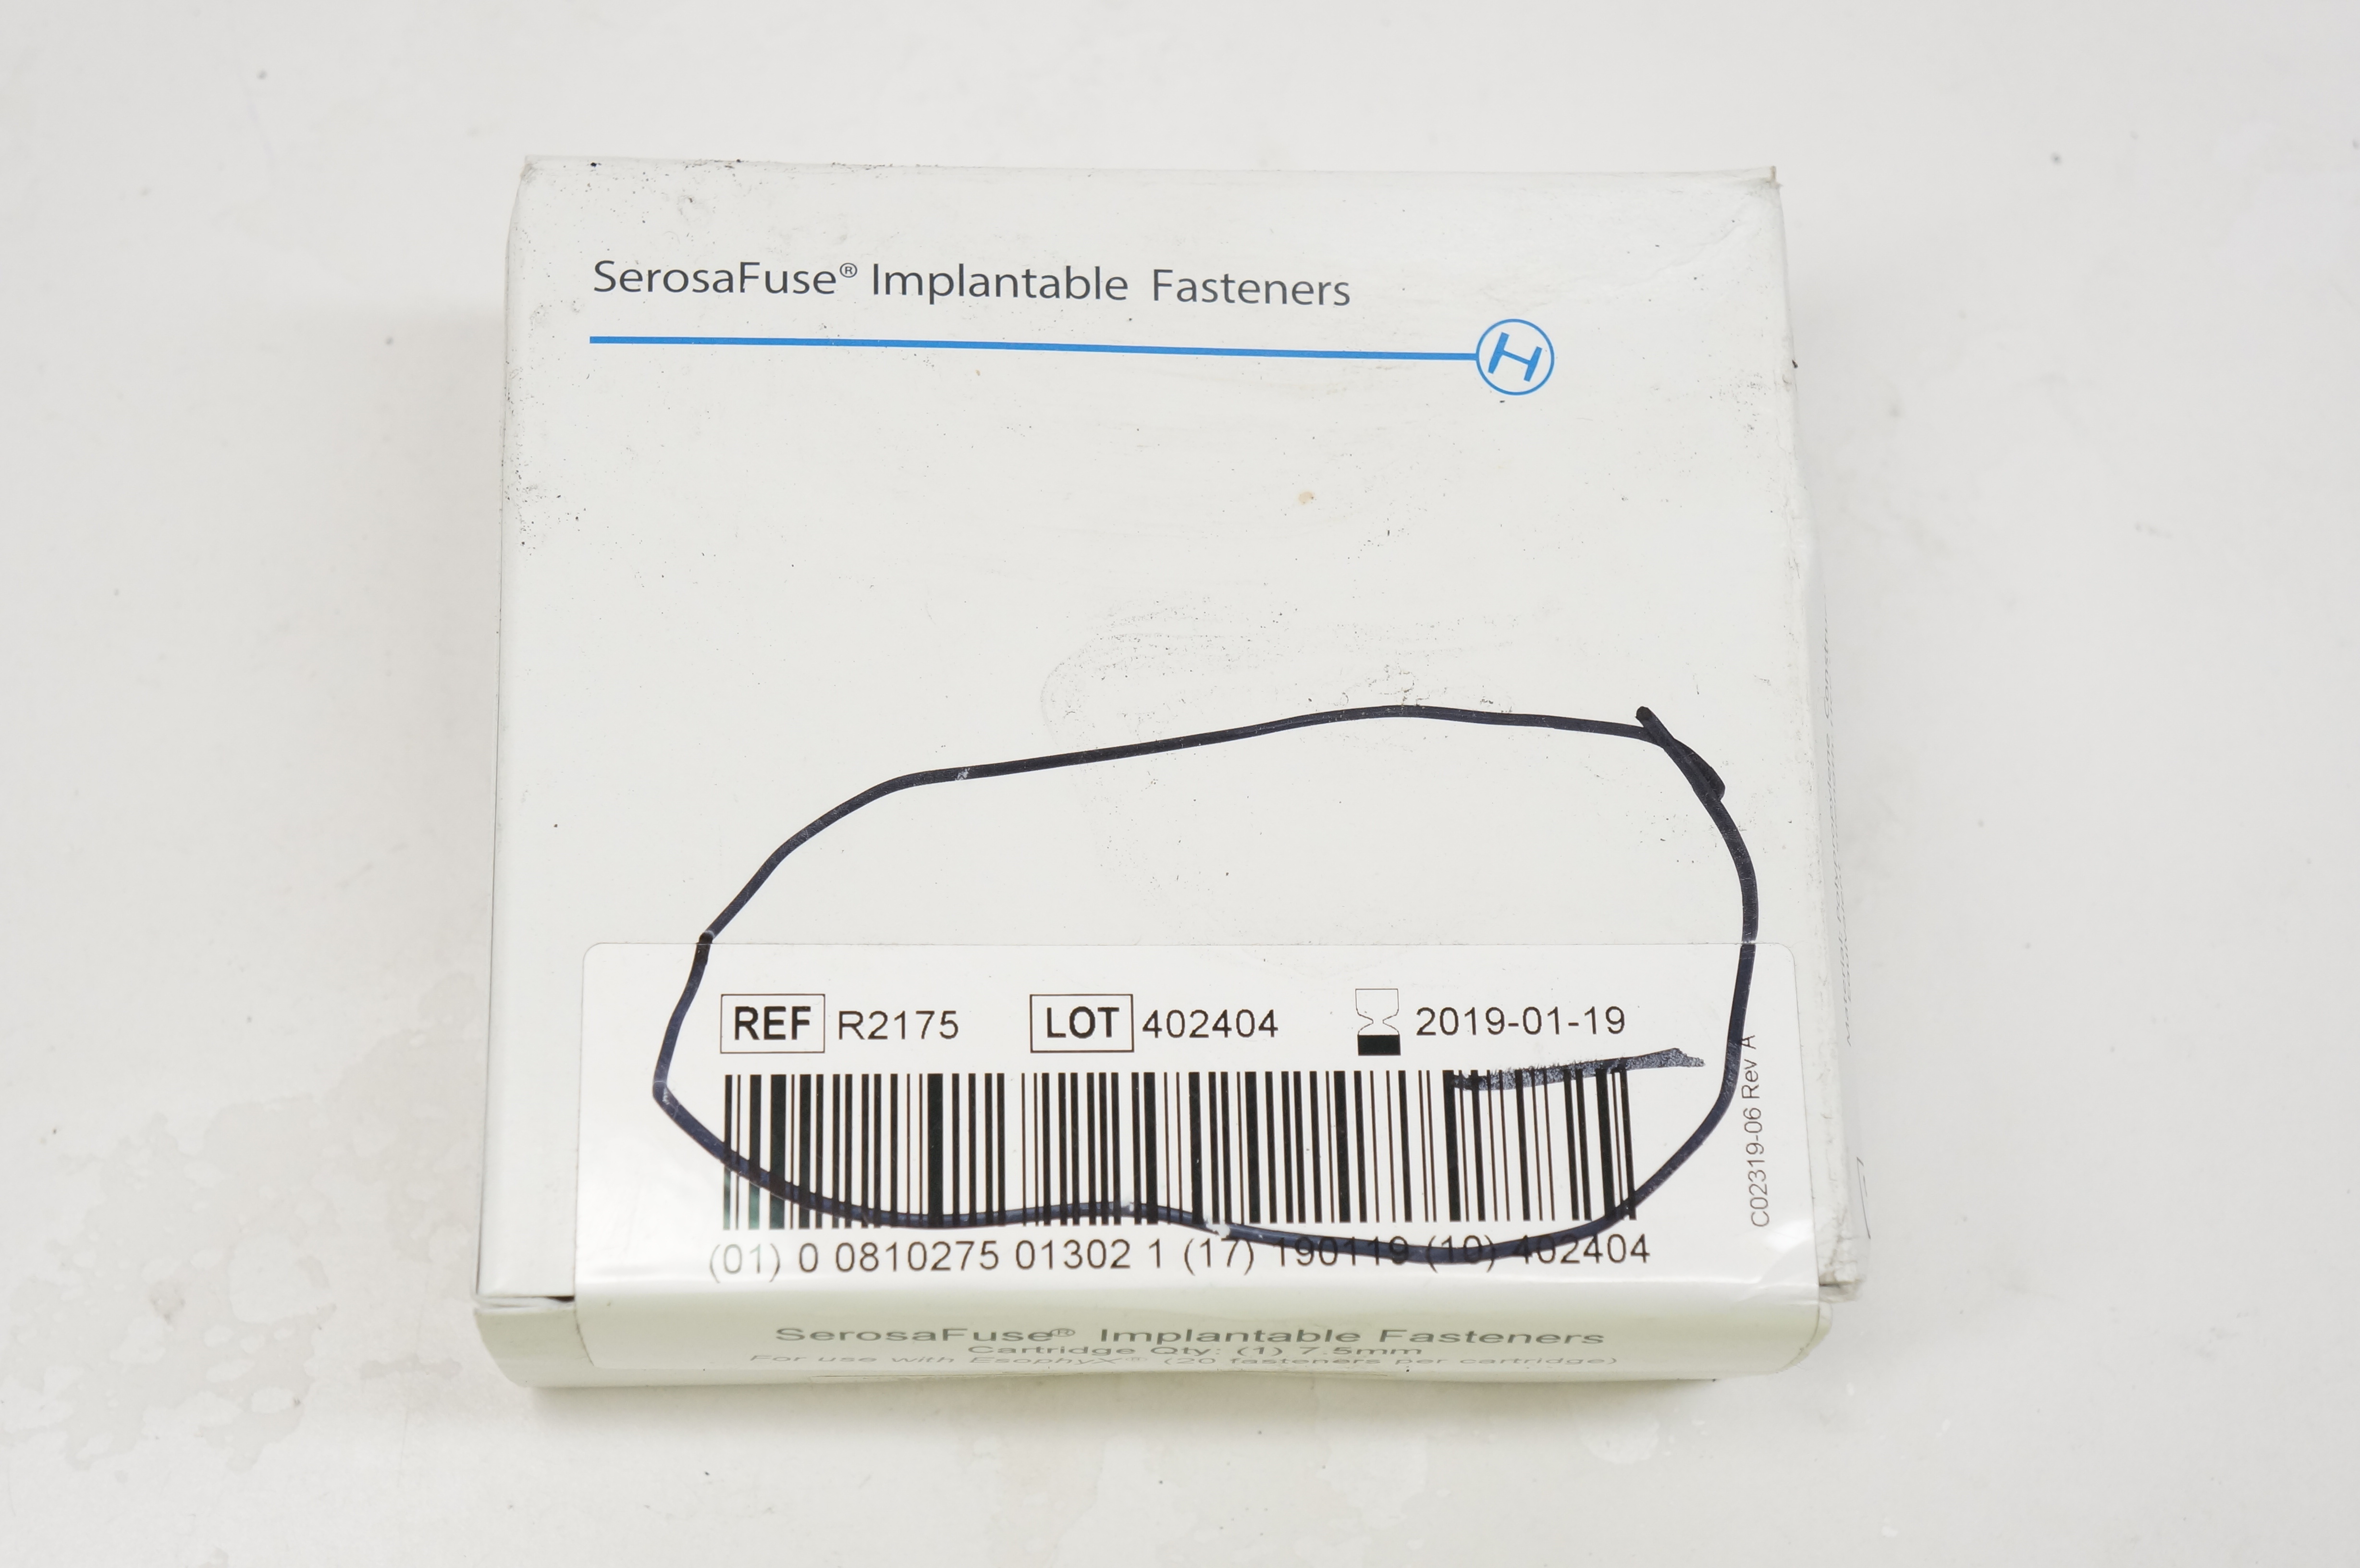 SerosaFuse® Implantable Fasteners
H
REF R2175 LOT 402404 2019-01-19
(01) 0 0810275 01302 1 (17) 190119 (10) 402404
C02319-06 Rev A
SerosaFuse® Implantable Fasteners
Cartridge Qty: (1) 7.5mm
For use with EsophyX® (20 fasteners per cartridge)